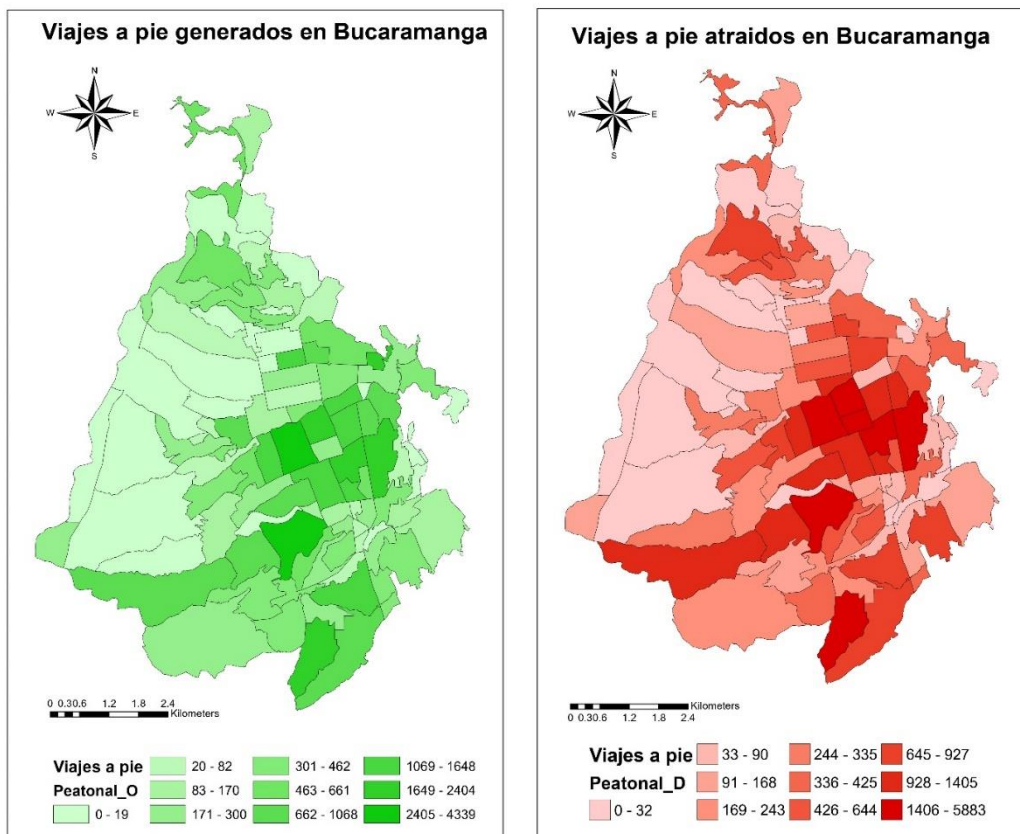 Viajes a pie generados en Bucaramanga
N
W E
S
0 0.30.6 1.2 1.8 2.4
Kilometers
Viajes a pie
Peatonal_O
0 - 19
20 - 82
83 - 170
171 - 300
301 - 462
463 - 661
662 - 1068
1069 - 1648
1649 - 2404
2405 - 4339
Viajes a pie atraidos en Bucaramanga
N
W E
S
0 0.30.6 1.2 1.8 2.4
Kilometers
Viajes a pie
Peatonal_D
0 - 32
33 - 90
91 - 168
169 - 243
244 - 335
336 - 425
426 - 644
645 - 927
928 - 1405
1406 - 5883